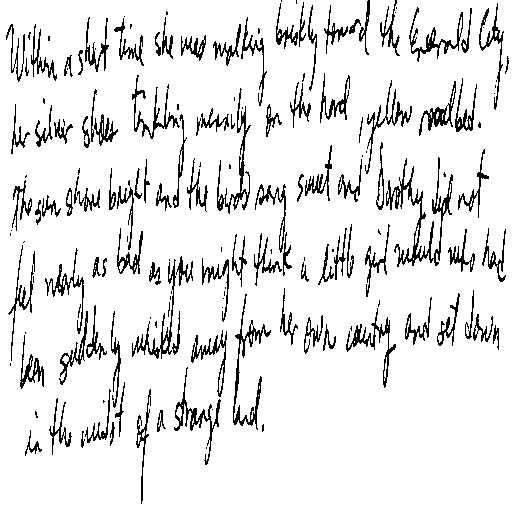 Within a short time she was walking briskly toward the Emerald City,
her silver shoes tinkling merrily on the hard, yellow roadbed.
The sun shone bright and the birds sang sweet and Dorothy did not
feel nearly as bad as you might think a little girl would who had
been suddenly whisked away from her own country and set down
in the midst of a strange land.